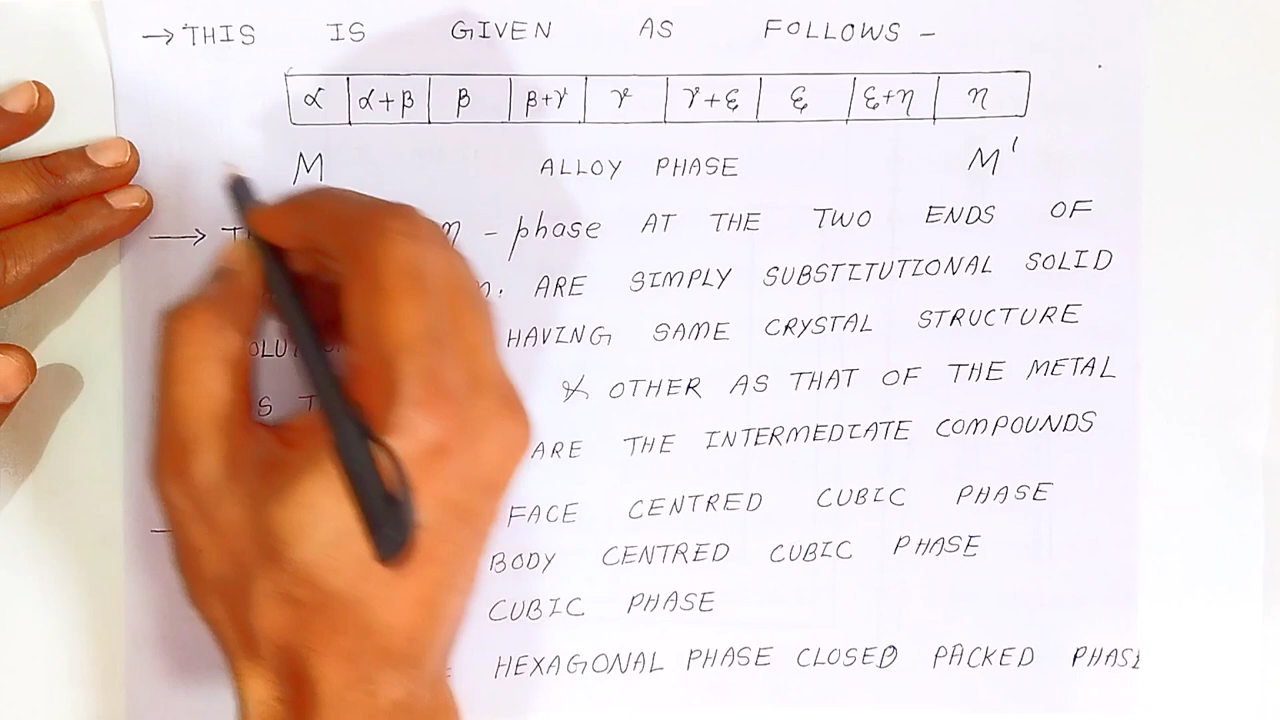 → THIS IS GIVEN AS FOLLOWS -
α α+β β β+γ γ γ+ξ ξ ξ+η η
M ALLOY PHASE M'
→ η - phase AT THE TWO ENDS OF
ARE SIMPLY SUBSTITUTIONAL SOLID
HAVING SAME CRYSTAL STRUCTURE
& OTHER AS THAT OF THE METAL
ARE THE INTERMEDIATE COMPOUNDS
FACE CENTRED CUBIC PHASE
BODY CENTRED CUBIC PHASE
CUBIC PHASE
HEXAGONAL PHASE CLOSED PACKED PHASE